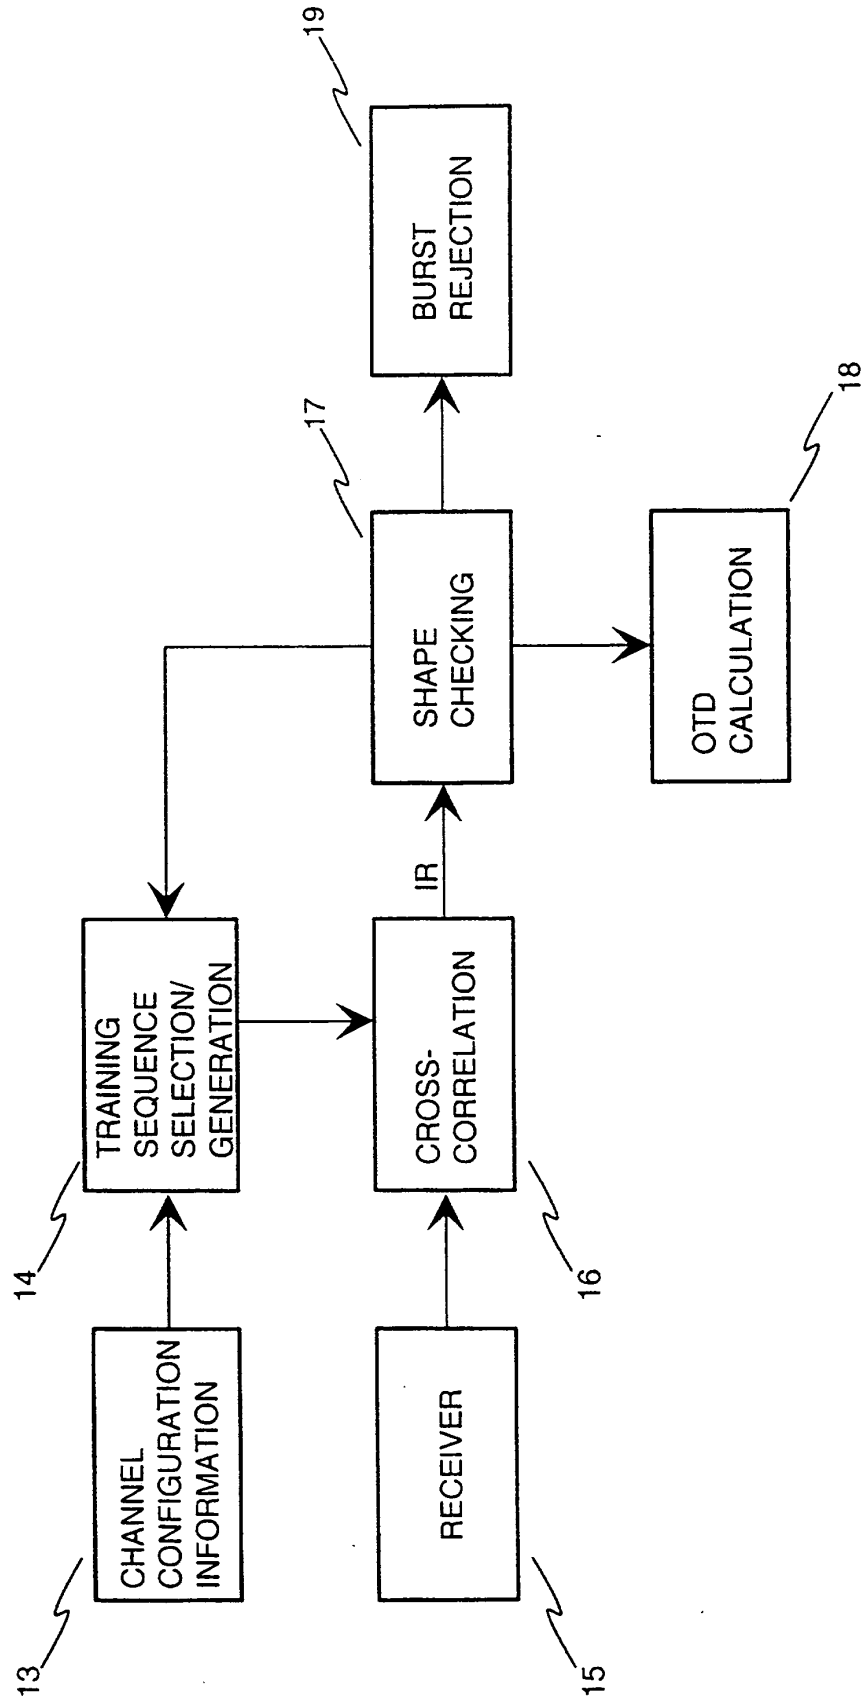 13
CHANNEL
CONFIGURATION
INFORMATION
14
TRAINING
SEQUENCE
SELECTION/
GENERATION
15
RECEIVER
16
CROSS-
CORRELATION
IR
17
SHAPE
CHECKING
18
OTD
CALCULATION
19
BURST
REJECTION